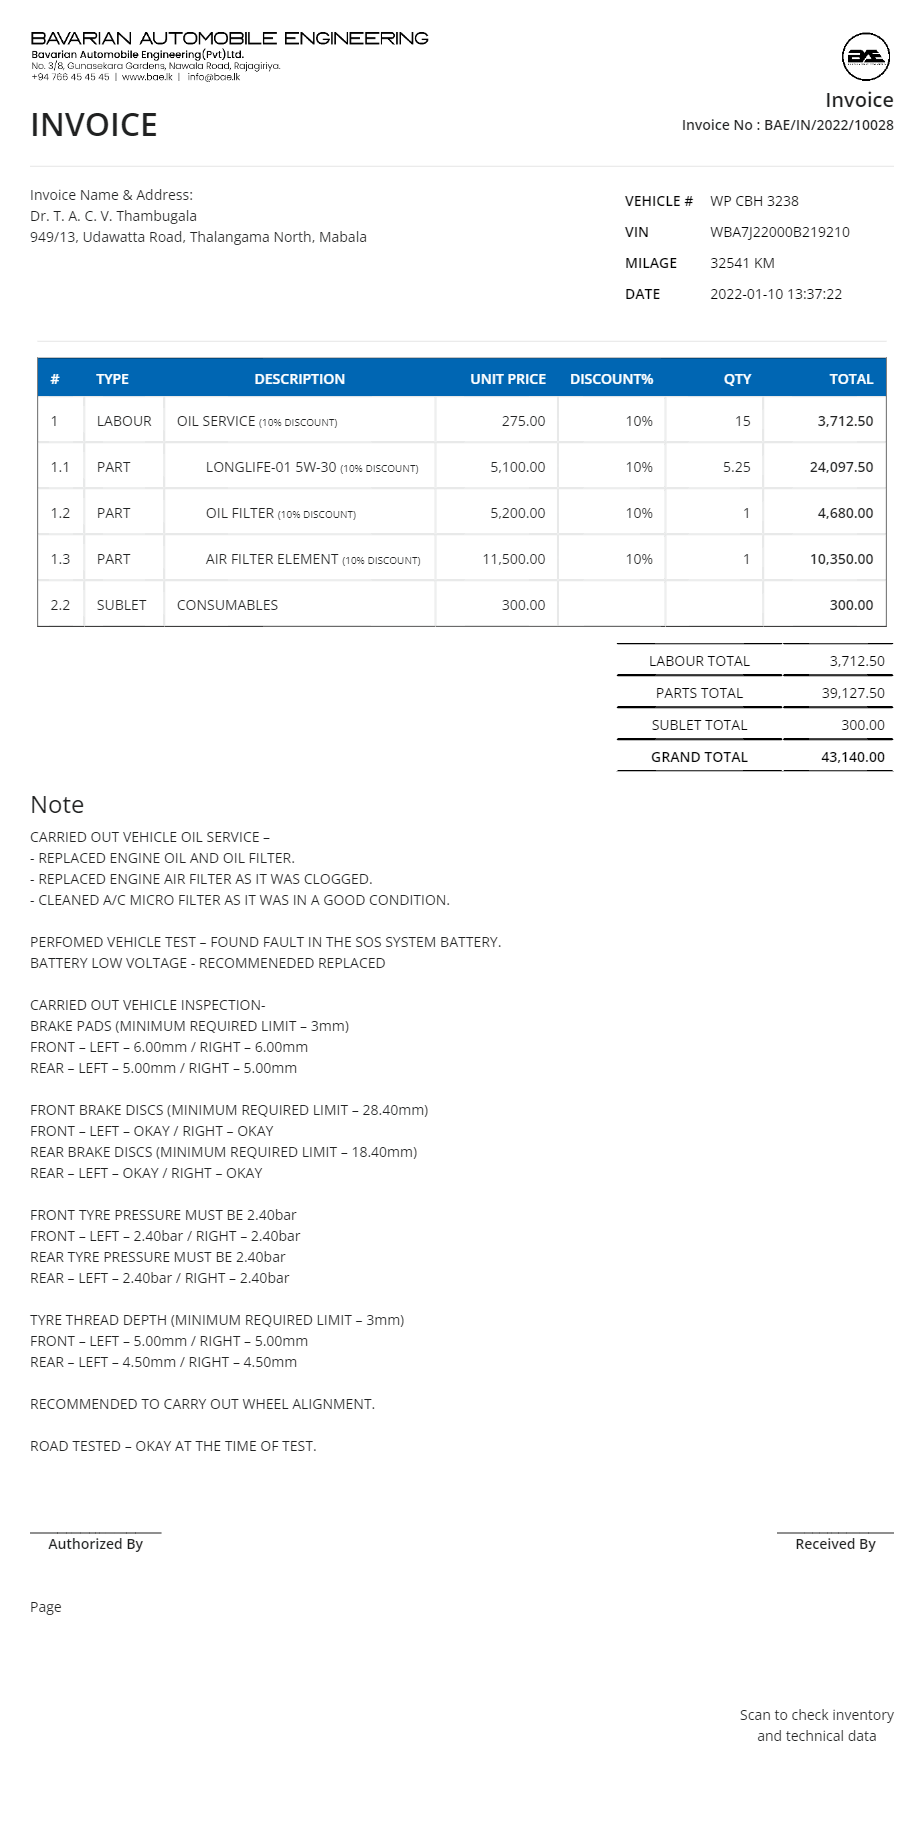 BAVARIAN AUTOMOBILE ENGINEERING
Bavarian Automobile Engineering(Pvt)Ltd.
No. 3/8, Gunasekara Gardens, Nawala Road, Rajagiriya.
+94 766 45 45 45 | www.bae.lk | info@bae.lk
BAE
Invoice
INVOICE
Invoice No : BAE/IN/2022/10028
Invoice Name & Address:
Dr. T. A. C. V. Thambugala
949/13, Udawatta Road, Thalangama North, Mabala
VEHICLE # WP CBH 3238
VIN WBA7J22000B219210
MILAGE 32541 KM
DATE 2022-01-10 13:37:22
# TYPE DESCRIPTION UNIT PRICE DISCOUNT% QTY TOTAL
1 LABOUR OIL SERVICE (10% DISCOUNT) 275.00 10% 15 3,712.50
1.1 PART LONGLIFE-01 5W-30 (10% DISCOUNT) 5,100.00 10% 5.25 24,097.50
1.2 PART OIL FILTER (10% DISCOUNT) 5,200.00 10% 1 4,680.00
1.3 PART AIR FILTER ELEMENT (10% DISCOUNT) 11,500.00 10% 1 10,350.00
2.2 SUBLET CONSUMABLES 300.00 300.00
LABOUR TOTAL 3,712.50
PARTS TOTAL 39,127.50
SUBLET TOTAL 300.00
GRAND TOTAL 43,140.00
Note
CARRIED OUT VEHICLE OIL SERVICE –
- REPLACED ENGINE OIL AND OIL FILTER.
- REPLACED ENGINE AIR FILTER AS IT WAS CLOGGED.
- CLEANED A/C MICRO FILTER AS IT WAS IN A GOOD CONDITION.
PERFOMED VEHICLE TEST – FOUND FAULT IN THE SOS SYSTEM BATTERY.
BATTERY LOW VOLTAGE - RECOMMENEDED REPLACED
CARRIED OUT VEHICLE INSPECTION-
BRAKE PADS (MINIMUM REQUIRED LIMIT – 3mm)
FRONT – LEFT – 6.00mm / RIGHT – 6.00mm
REAR – LEFT – 5.00mm / RIGHT – 5.00mm
FRONT BRAKE DISCS (MINIMUM REQUIRED LIMIT – 28.40mm)
FRONT – LEFT – OKAY / RIGHT – OKAY
REAR BRAKE DISCS (MINIMUM REQUIRED LIMIT – 18.40mm)
REAR – LEFT – OKAY / RIGHT – OKAY
FRONT TYRE PRESSURE MUST BE 2.40bar
FRONT – LEFT – 2.40bar / RIGHT – 2.40bar
REAR TYRE PRESSURE MUST BE 2.40bar
REAR – LEFT – 2.40bar / RIGHT – 2.40bar
TYRE THREAD DEPTH (MINIMUM REQUIRED LIMIT – 3mm)
FRONT – LEFT – 5.00mm / RIGHT – 5.00mm
REAR – LEFT – 4.50mm / RIGHT – 4.50mm
RECOMMENDED TO CARRY OUT WHEEL ALIGNMENT.
ROAD TESTED – OKAY AT THE TIME OF TEST.
Authorized By
Received By
Page
Scan to check inventory
and technical data